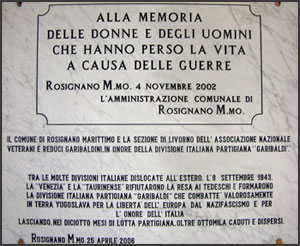 ALLA MEMORIA
DELLE DONNE E DEGLI UOMINI
CHE HANNO PERSO LA VITA
A CAUSA DELLE GUERRE
ROSIGNANO M.MO. 4 NOVEMBRE 2002
L'AMMINISTRAZIONE COMUNALE DI
ROSIGNANO M.MO.
IL COMUNE DI ROSIGNANO MARITTIMO E LA SEZIONE DI LIVORNO DELL' ASSOCIAZIONE NAZIONALE
VETERANI E REDUCI GARIBALDINI,IN ONORE DELLA DIVISIONE ITALIANA PARTIGIANA "GARIBALDI".
TRA LE MOLTE DIVISIONI ITALIANE DISLOCATE ALL'ESTERO, L'8 SETTEMBRE 1943,
LA "VENEZIA" E LA "TAURINENSE" RIFIUTARONO LA RESA AI TEDESCHI E FORMARONO
LA DIVISIONE ITALIANA PARTIGIANA "GARIBALDI" CHE COMBATTE' VALOROSAMENTE
IN TERRA YUGOSLAVA PER LA LIBERTA' DELL' EUROPA DAL NAZIFASCISMO E PER
L' ONORE DELL' ITALIA
LASCIANDO, NEI DICIOTTO MESI DI LOTTA PARTIGIANA, OLTRE OTTOMILA CADUTI E DISPERSI.
ROSIGNANO M.MO 25 APRILE 2006